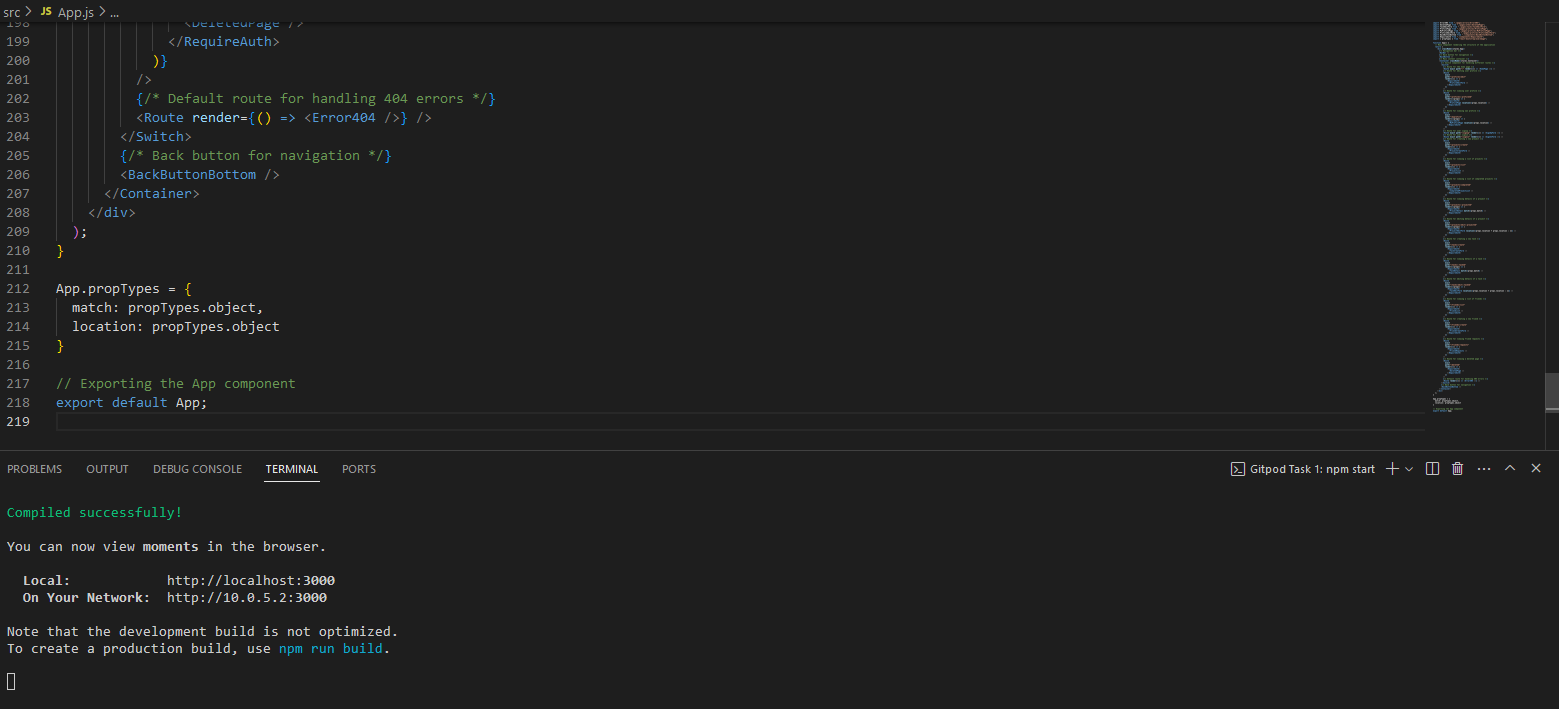 src > JS App.js > ...
198 <DeletedPage />
199 </RequireAuth>
200 )}
201 />
202 {/* Default route for handling 404 errors */}
203 <Route render={() => <Error404 />} />
204 </Switch>
205 {/* Back button for navigation */}
206 <BackButtonBottom />
207 </Container>
208 </div>
209 );
210 }
211
212 App.propTypes = {
213 match: propTypes.object,
214 location: propTypes.object
215 }
216
217 // Exporting the App component
218 export default App;
219
PROBLEMS OUTPUT DEBUG CONSOLE TERMINAL PORTS Gitpod Task 1: npm start
Compiled successfully!
You can now view moments in the browser.
Local: http://localhost:3000
On Your Network: http://10.0.5.2:3000
Note that the development build is not optimized.
To create a production build, use npm run build.